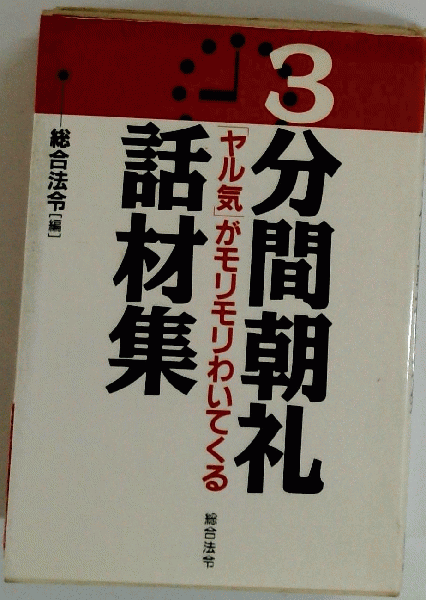 3分間朝礼
「ヤル気」がモリモリわいてくる
話材集
総合法令[編]
総合法令